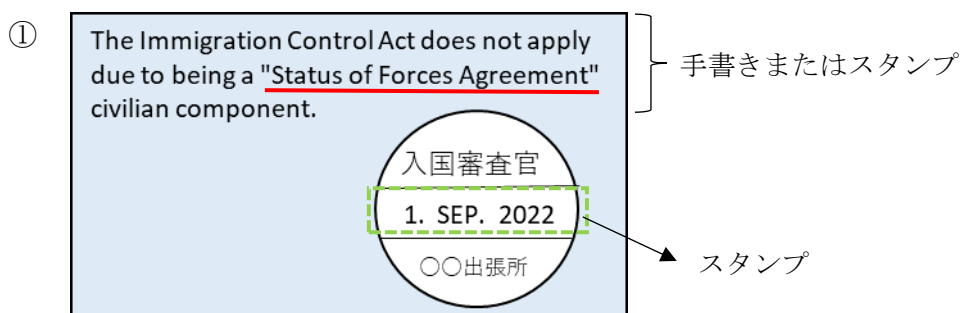 ①
The Immigration Control Act does not apply
due to being a "Status of Forces Agreement"
civilian component.
手書きまたはスタンプ
入国審査官
1. SEP. 2022
〇〇出張所
スタンプ